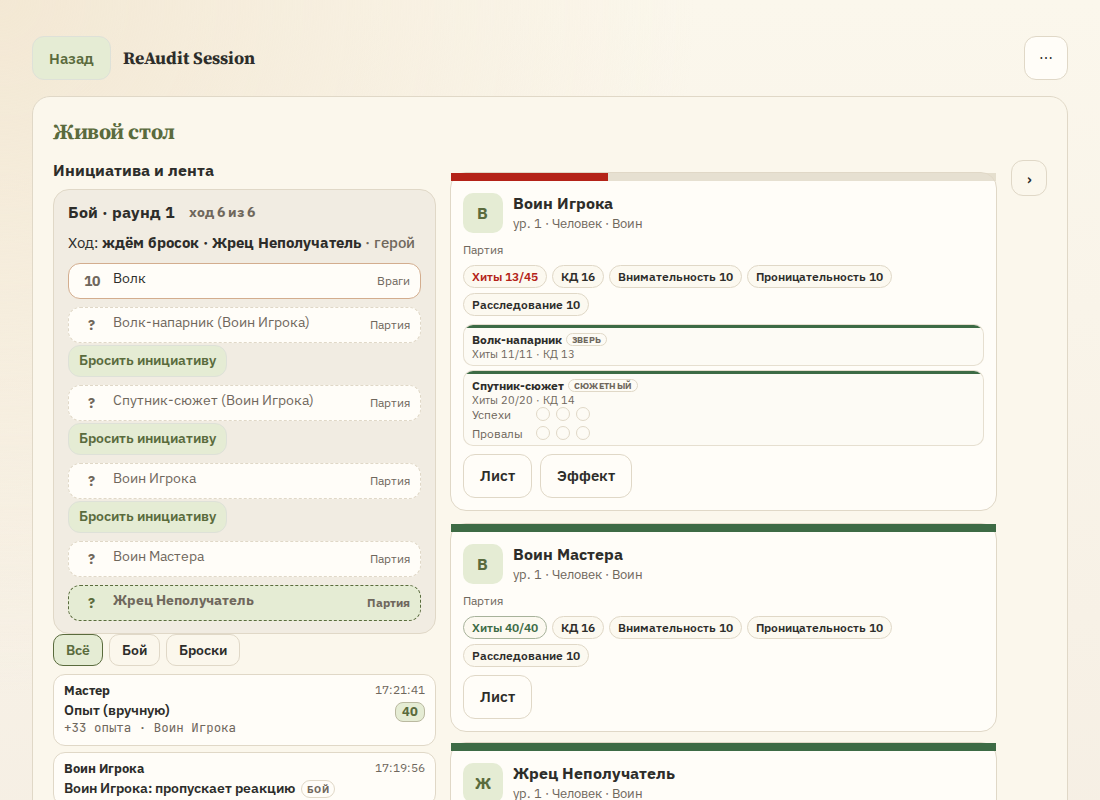 Назад
ReAudit Session
...
Живой стол
Инициатива и лента
Бой · раунд 1 ход 6 из 6
Ход: ждём бросок · Жрец Неполучатель · герой
10 Волк Враги
? Волк-напарник (Воин Игрока) Партия
Бросить инициативу
? Спутник-сюжет (Воин Игрока) Партия
Бросить инициативу
? Воин Игрока Партия
Бросить инициативу
? Воин Мастера Партия
? Жрец Неполучатель Партия
Всё Бой Броски
Мастер 17:21:41
Опыт (вручную) 40
+33 опыта · Воин Игрока
Воин Игрока 17:19:56
Воин Игрока: пропускает реакцию БОЙ
›
В
Воин Игрока
ур. 1 · Человек · Воин
Партия
Хиты 13/45 КД 16 Внимательность 10 Проницательность 10
Расследование 10
Волк-напарник ЗВЕРЬ
Хиты 11/11 · КД 13
Спутник-сюжет СЮЖЕТНЫЙ
Хиты 20/20 · КД 14
Успехи
Провалы
Лист Эффект
В
Воин Мастера
ур. 1 · Человек · Воин
Партия
Хиты 40/40 КД 16 Внимательность 10 Проницательность 10
Расследование 10
Лист
Ж
Жрец Неполучатель
ур. 1 · Человек · Воин